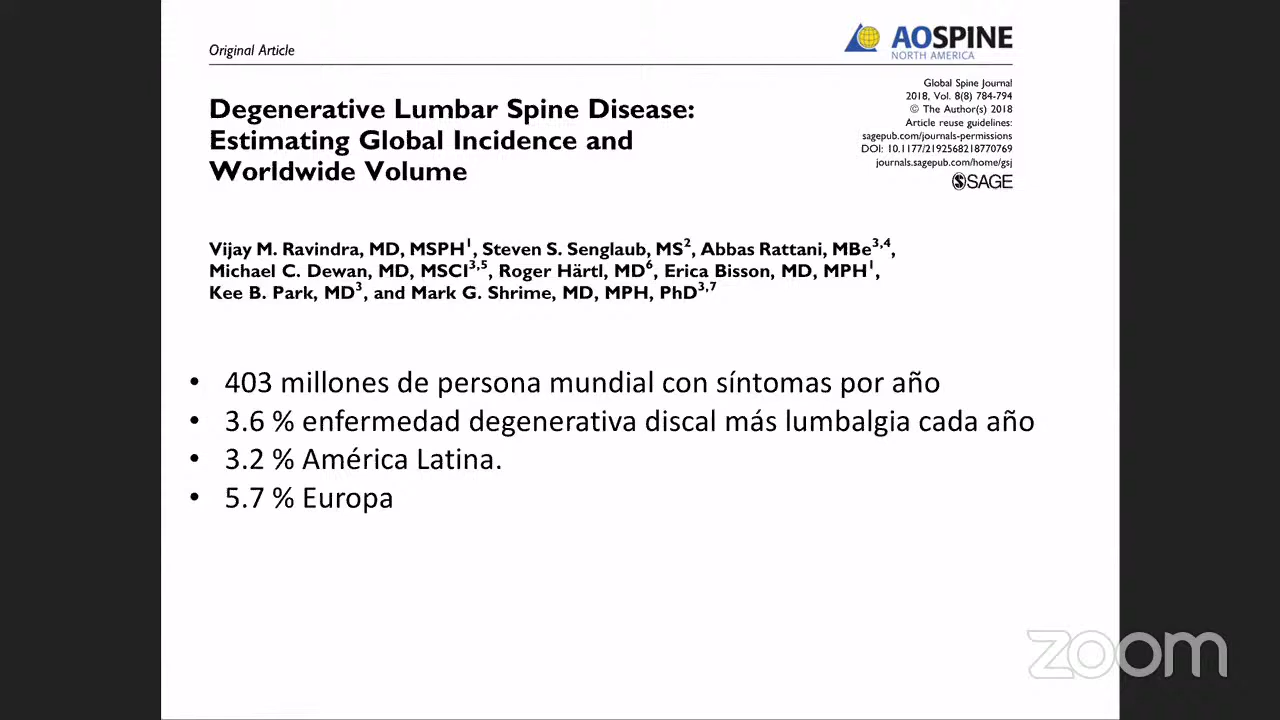 Original Article
AOSPINE
NORTH AMERICA
Global Spine Journal
2018, Vol. 8(8) 784-794
© The Author(s) 2018
Article reuse guidelines:
sagepub.com/journals-permissions
DOI: 10.1177/2192568218770769
journals.sagepub.com/home/gsj
SAGE
Degenerative Lumbar Spine Disease:
Estimating Global Incidence and
Worldwide Volume
Vijay M. Ravindra, MD, MSPH1, Steven S. Senglaub, MS2, Abbas Rattani, MBe3,4,
Michael C. Dewan, MD, MSCI3,5, Roger Härtl, MD6, Erica Bisson, MD, MPH1,
Kee B. Park, MD3, and Mark G. Shrime, MD, MPH, PhD3,7
• 403 millones de persona mundial con síntomas por año
• 3.6 % enfermedad degenerativa discal más lumbalgia cada año
• 3.2 % América Latina.
• 5.7 % Europa
zoom